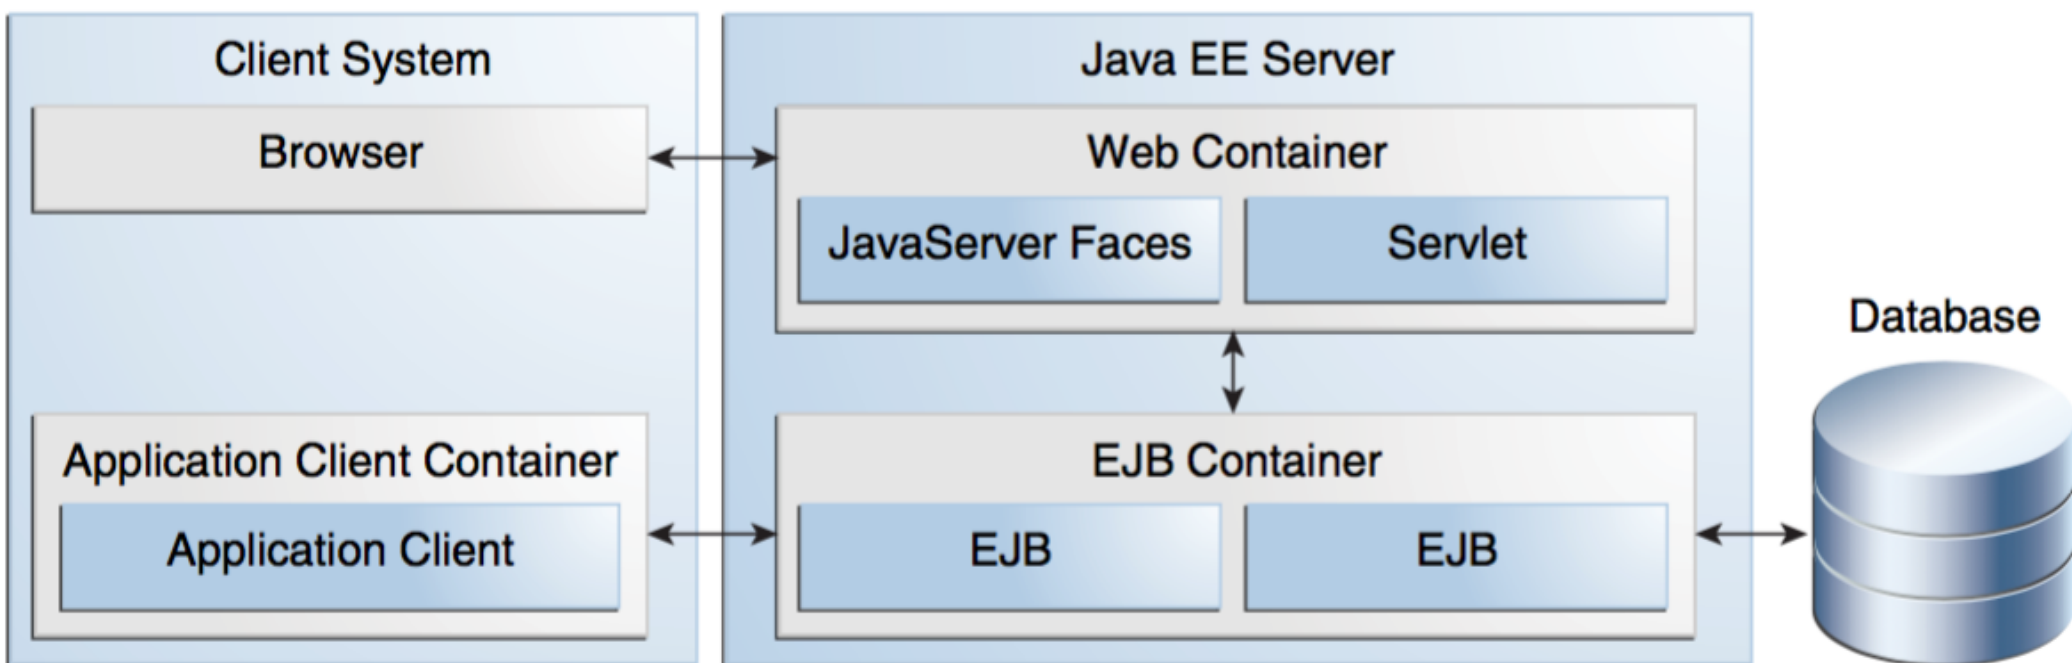 Client System
Browser
Application Client Container
Application Client
Java EE Server
Web Container
JavaServer Faces
Servlet
EJB Container
EJB
EJB
Database